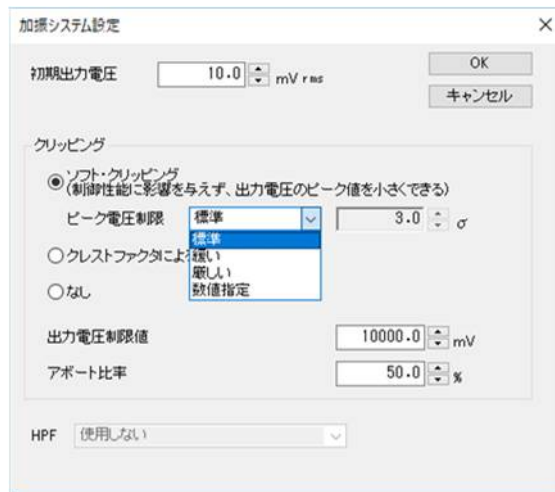 加振システム設定
初期出力電圧 10.0 mV rms
OK
キャンセル
クリッピング
ソフト・クリッピング
(制御性能に影響を与えず、出力電圧のピーク値を小さくできる)
ピーク電圧制限 標準 3.0 σ
標準
クレストファクタによ
緩い
厳しい
なし
数値指定
出力電圧制限値 10000.0 mV
アボート比率 50.0 %
HPF 使用しない